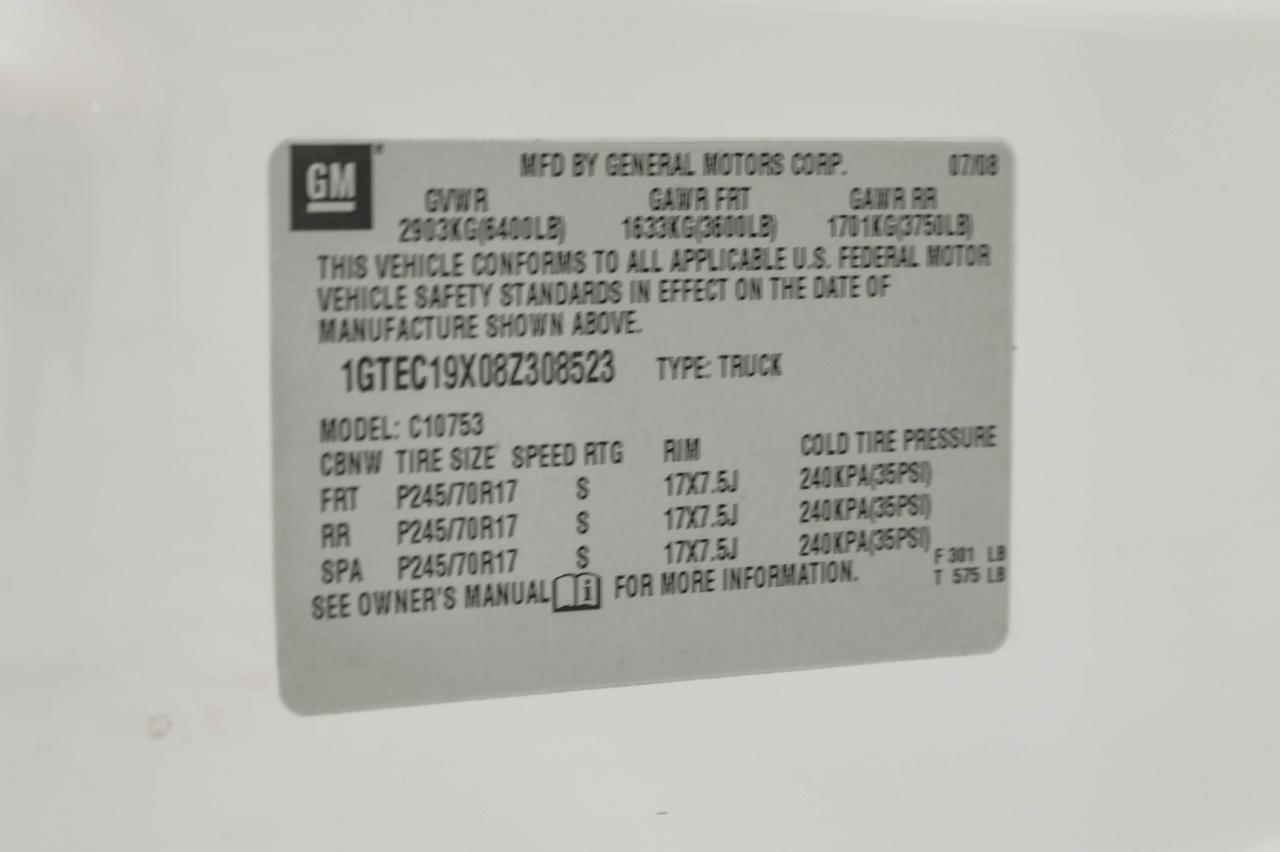 GM
MFD BY GENERAL MOTORS CORP. 07/08
GVWR GAWR FRT GAWR RR
2903KG(6400LB) 1633KG(3600LB) 1701KG(3750LB)
THIS VEHICLE CONFORMS TO ALL APPLICABLE U.S. FEDERAL MOTOR
VEHICLE SAFETY STANDARDS IN EFFECT ON THE DATE OF
MANUFACTURE SHOWN ABOVE.
1GTEC19X08Z308523 TYPE: TRUCK
MODEL: C10753
CBNW TIRE SIZE SPEED RTG RIM COLD TIRE PRESSURE
FRT P245/70R17 S 17X7.5J 240KPA(35PSI)
RR P245/70R17 S 17X7.5J 240KPA(35PSI)
SPA P245/70R17 S 17X7.5J 240KPA(35PSI)
F 301 LB
T 575 LB
SEE OWNER'S MANUAL i FOR MORE INFORMATION.